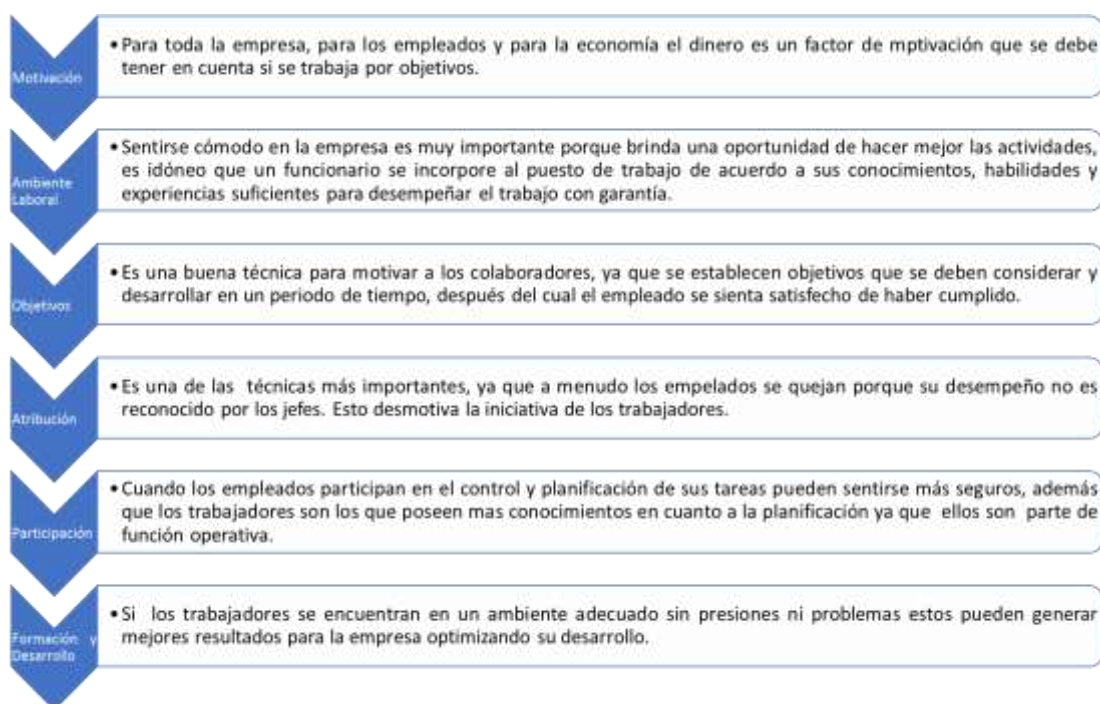 Motivación
• Para toda la empresa, para los empleados y para la economía el dinero es un factor de mptivación que se debe
tener en cuenta si se trabaja por objetivos.
Ambiente
Laboral
• Sentirse cómodo en la empresa es muy importante porque brinda una oportunidad de hacer mejor las actividades,
es idóneo que un funcionario se incorpore al puesto de trabajo de acuerdo a sus conocimientos, habilidades y
experiencias suficientes para desempeñar el trabajo con garantía.
Objetivos
• Es una buena técnica para motivar a los colaboradores, ya que se establecen objetivos que se deben considerar y
desarrollar en un periodo de tiempo, después del cual el empleado se sienta satisfecho de haber cumplido.
Atribución
• Es una de las técnicas más importantes, ya que a menudo los empelados se quejan porque su desempeño no es
reconocido por los jefes. Esto desmotiva la iniciativa de los trabajadores.
Participación
• Cuando los empleados participan en el control y planificación de sus tareas pueden sentirse más seguros, además
que los trabajadores son los que poseen mas conocimientos en cuanto a la planificación ya que ellos son parte de
función operativa.
Formación y
Desarrollo
• Si los trabajadores se encuentran en un ambiente adecuado sin presiones ni problemas estos pueden generar
mejores resultados para la empresa optimizando su desarrollo.